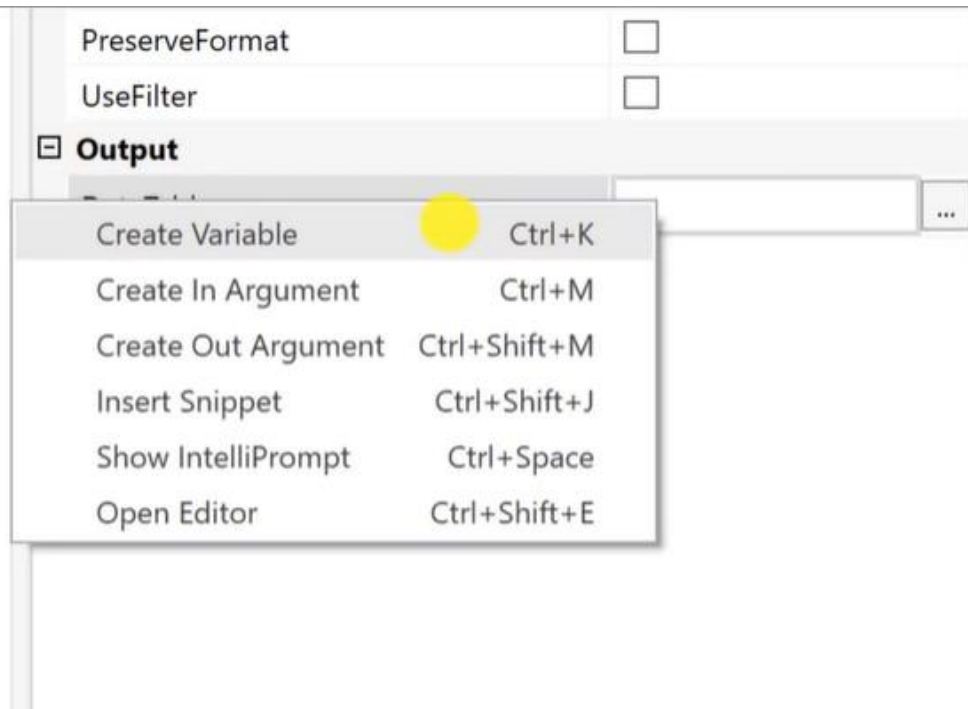 PreserveFormat
UseFilter
Output
...
Create Variable Ctrl+K
Create In Argument Ctrl+M
Create Out Argument Ctrl+Shift+M
Insert Snippet Ctrl+Shift+J
Show IntelliPrompt Ctrl+Space
Open Editor Ctrl+Shift+E